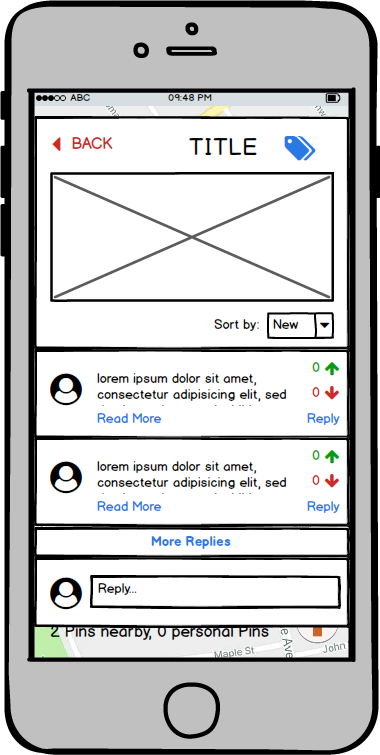 ABC 09:48 PM
BACK TITLE
Sort by: New
lorem ipsum dolor sit amet,
consectetur adipisicing elit, sed
0
0
Read More Reply
lorem ipsum dolor sit amet,
consectetur adipisicing elit, sed
0
0
Read More Reply
More Replies
Reply...
2 Pins nearby, 0 personal Pins
Maple St
John